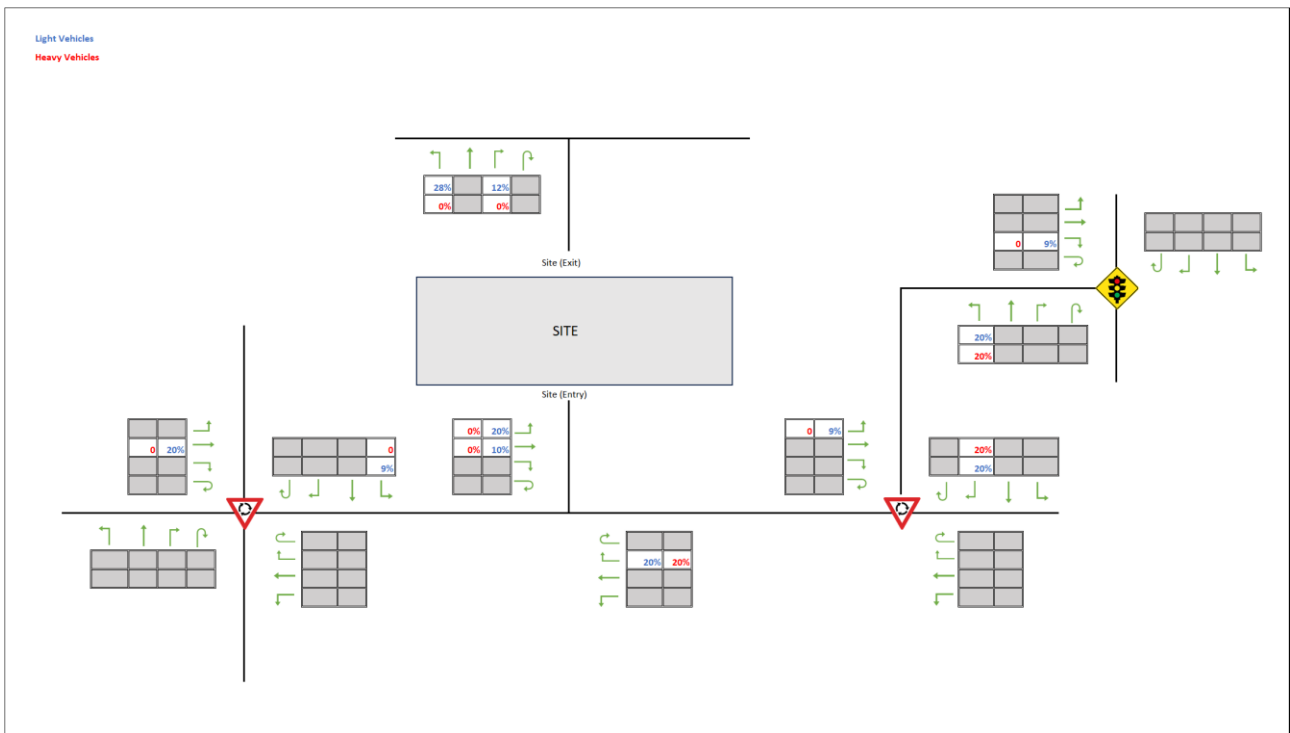 Light Vehicles
Heavy Vehicles
28% 12%
0% 0%
0 9%
Site (Exit)
SITE
20%
20%
Site (Entry)
0 20%
0
9%
0% 20%
0% 10%
0 9%
20%
20%
20% 20%